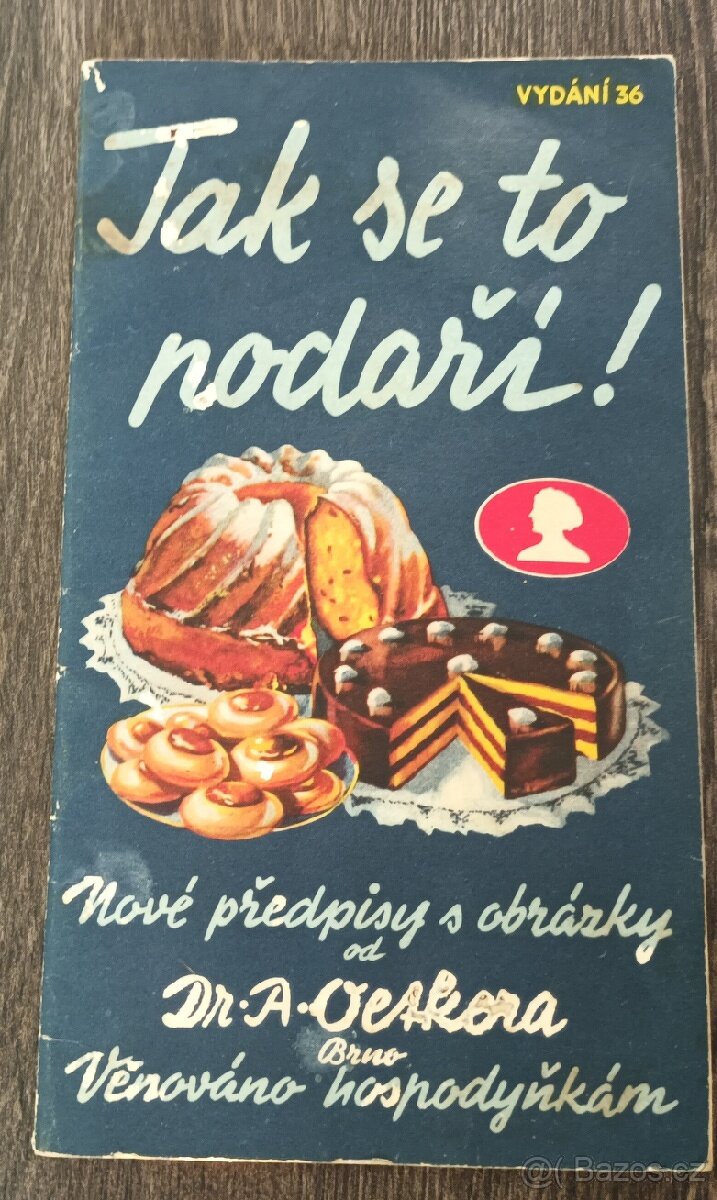 VYDÁNÍ 36
Jak se to
podaří!
Nové předpisy s obrázky
od
Dr. A. Oetkera
Brno
Věnováno hospodyňkám
@( Bazos.cz